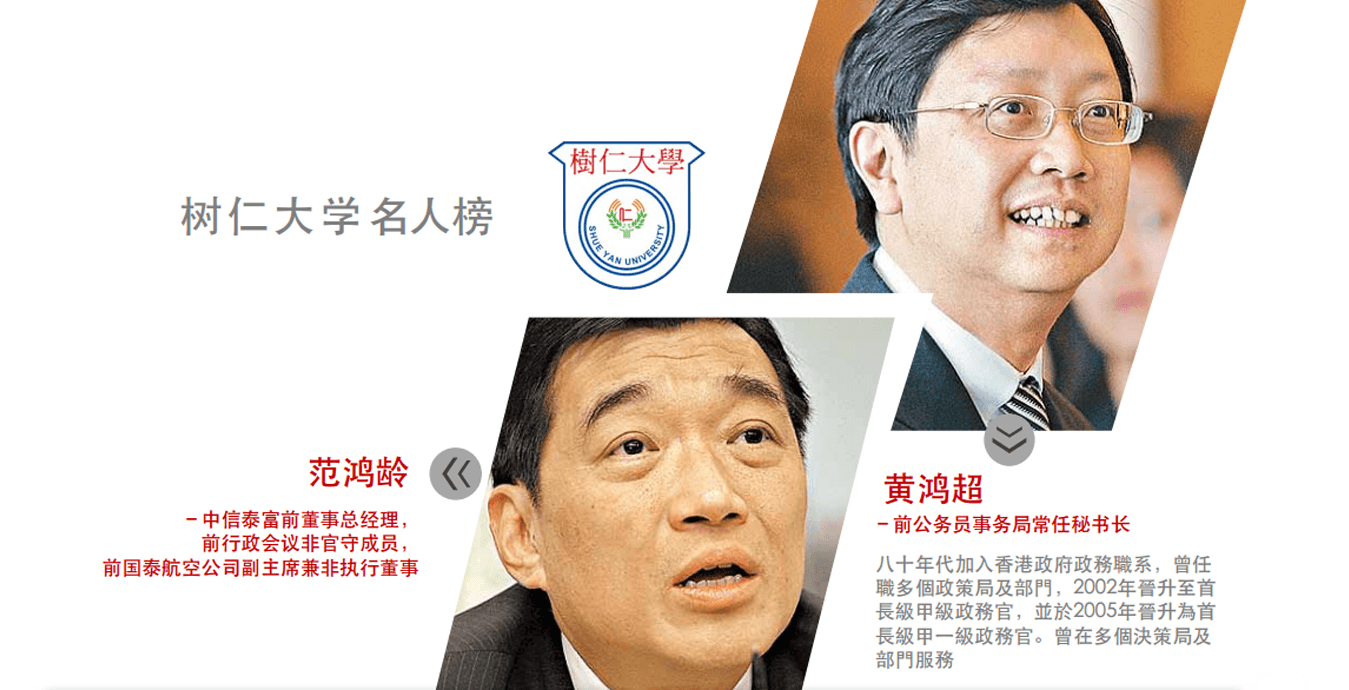 树仁大学名人榜
樹仁大學
仁
SHUE YAN UNIVERSITY
范鸿龄
– 中信泰富前董事总经理，
前行政会议非官守成员，
前国泰航空公司副主席兼非执行董事
黄鸿超
– 前公务员事务局常任秘书长
八十年代加入香港政府政務職系，曾任
職多個政策局及部門，2002年晉升至首
長級甲級政務官，並於2005年晉升為首
長級甲一級政務官。曾在多個決策局及
部門服務